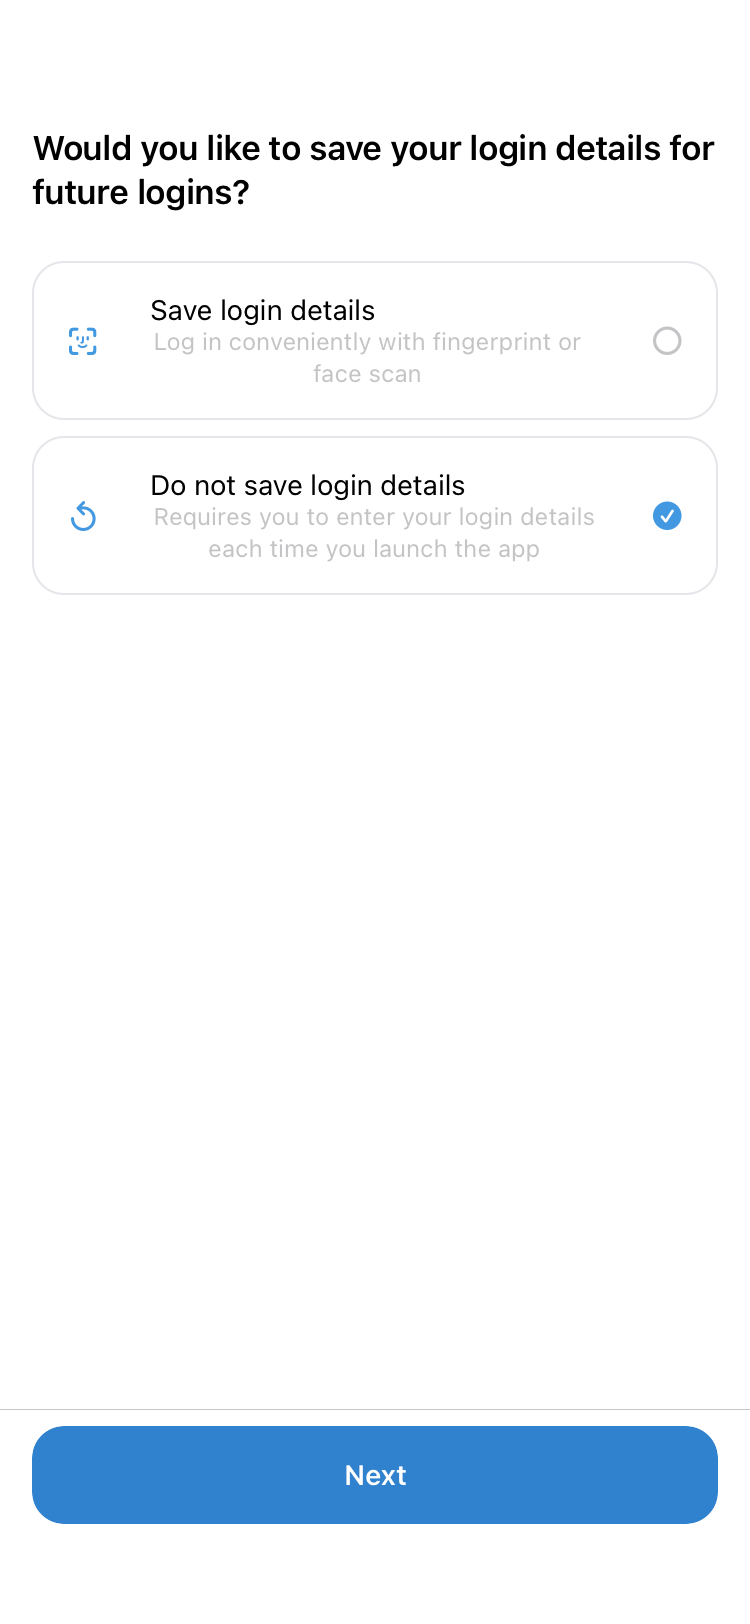 Would you like to save your login details for
future logins?
Save login details
Log in conveniently with fingerprint or
face scan
Do not save login details
Requires you to enter your login details
each time you launch the app
Next